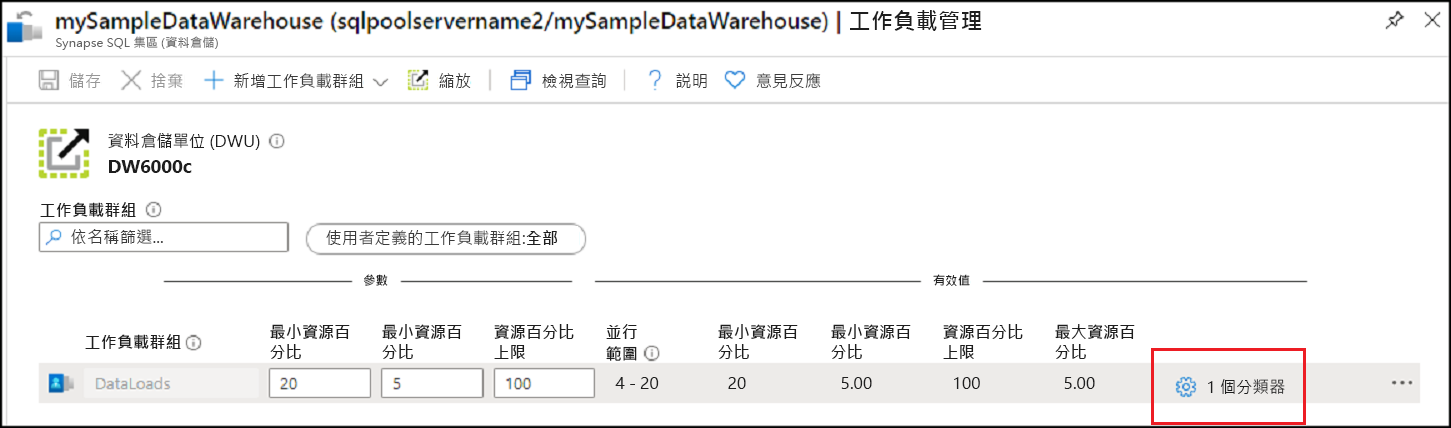 mySampleDataWarehouse (sqlpoolservername2/mySampleDataWarehouse) | 工作負載管理
Synapse SQL 集區 (資料倉儲)
儲存 捨棄 新增工作負載群組 縮放 檢視查詢 說明 意見反應
資料倉儲單位 (DWU)
DW6000c
工作負載群組
依名稱篩選...
使用者定義的工作負載群組:全部
參數 有效值
工作負載群組 最小資源百分比 最小資源百分比 資源百分比上限 並行範圍 最小資源百分比 最小資源百分比 資源百分比上限 最大資源百分比
DataLoads 20 5 100 4 - 20 20 5.00 100 5.00 1 個分類器